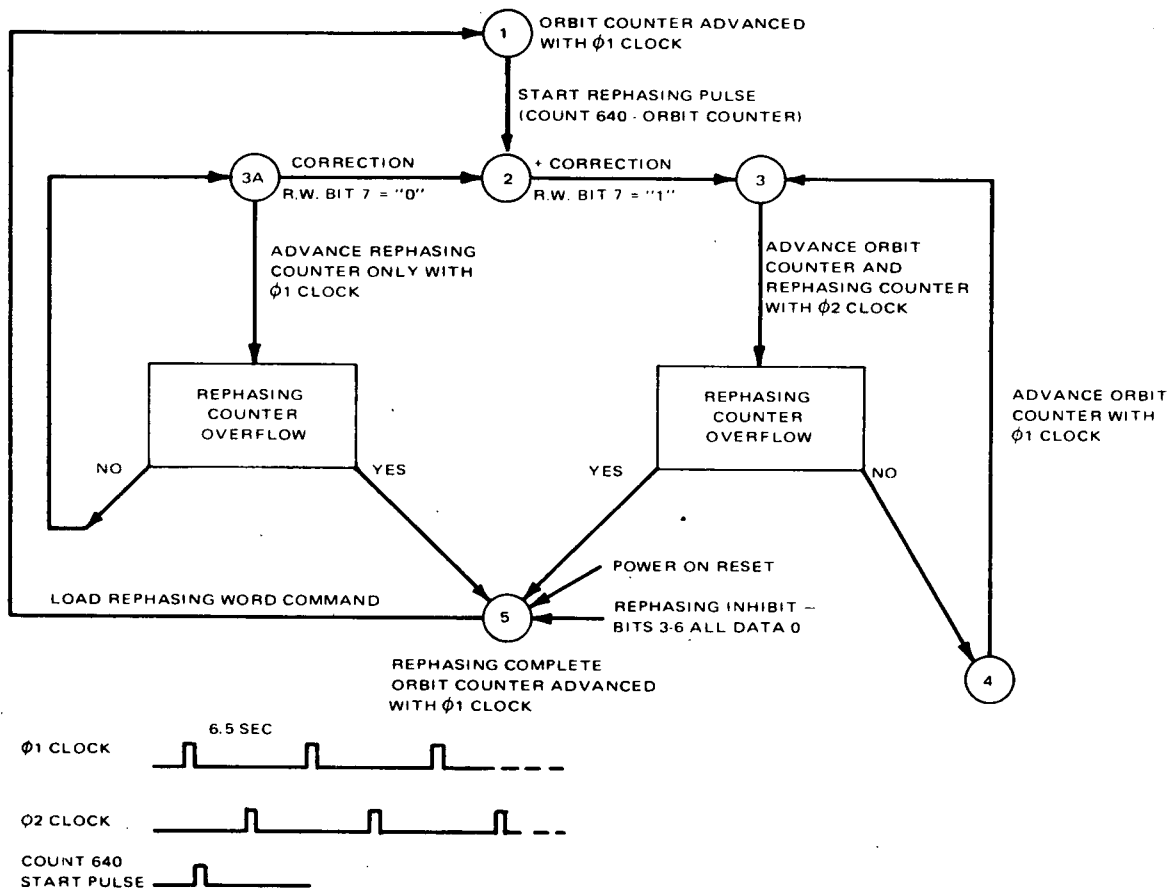 1
ORBIT COUNTER ADVANCED
WITH ϕ1 CLOCK
START REPHASING PULSE
(COUNT 640 - ORBIT COUNTER)
3A
CORRECTION
R.W. BIT 7 = "0"
2
+ CORRECTION
R.W. BIT 7 = "1"
3
ADVANCE REPHASING
COUNTER ONLY WITH
ϕ1 CLOCK
ADVANCE ORBIT
COUNTER AND
REPHASING COUNTER
WITH ϕ2 CLOCK
REPHASING
COUNTER
OVERFLOW
REPHASING
COUNTER
OVERFLOW
ADVANCE ORBIT
COUNTER WITH
ϕ1 CLOCK
NO
YES
YES
NO
POWER ON RESET
LOAD REPHASING WORD COMMAND
5
REPHASING INHIBIT –
BITS 3-6 ALL DATA 0
4
REPHASING COMPLETE
ORBIT COUNTER ADVANCED
WITH ϕ1 CLOCK
6.5 SEC
ϕ1 CLOCK
ϕ2 CLOCK
COUNT 640
START PULSE